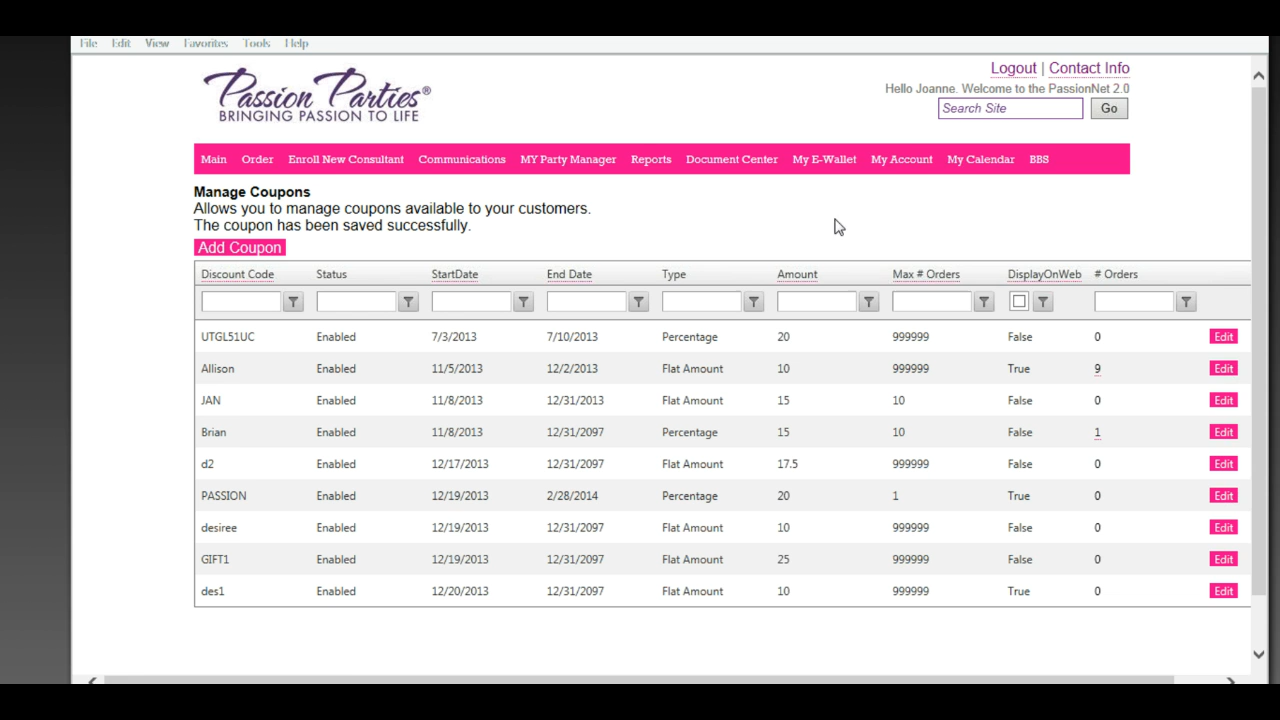 File Edit View Favorites Tools Help
Logout | Contact Info
Passion Parties®
BRINGING PASSION TO LIFE
Hello Joanne. Welcome to the PassionNet 2.0
Search Site Go
Main Order Enroll New Consultant Communications MY Party Manager Reports Document Center My E-Wallet My Account My Calendar BBS
Manage Coupons
Allows you to manage coupons available to your customers.
The coupon has been saved successfully.
Add Coupon
Discount Code Status StartDate End Date Type Amount Max # Orders DisplayOnWeb # Orders
UTGL51UC Enabled 7/3/2013 7/10/2013 Percentage 20 999999 False 0 Edit
Allison Enabled 11/5/2013 12/2/2013 Flat Amount 10 999999 True 9 Edit
JAN Enabled 11/8/2013 12/31/2013 Flat Amount 15 10 False 0 Edit
Brian Enabled 11/8/2013 12/31/2097 Percentage 15 10 False 1 Edit
d2 Enabled 12/17/2013 12/31/2097 Flat Amount 17.5 999999 False 0 Edit
PASSION Enabled 12/19/2013 2/28/2014 Percentage 20 1 True 0 Edit
desiree Enabled 12/19/2013 12/31/2097 Flat Amount 10 999999 False 0 Edit
GIFT1 Enabled 12/19/2013 12/31/2097 Flat Amount 25 999999 False 0 Edit
des1 Enabled 12/20/2013 12/31/2097 Flat Amount 10 999999 True 0 Edit